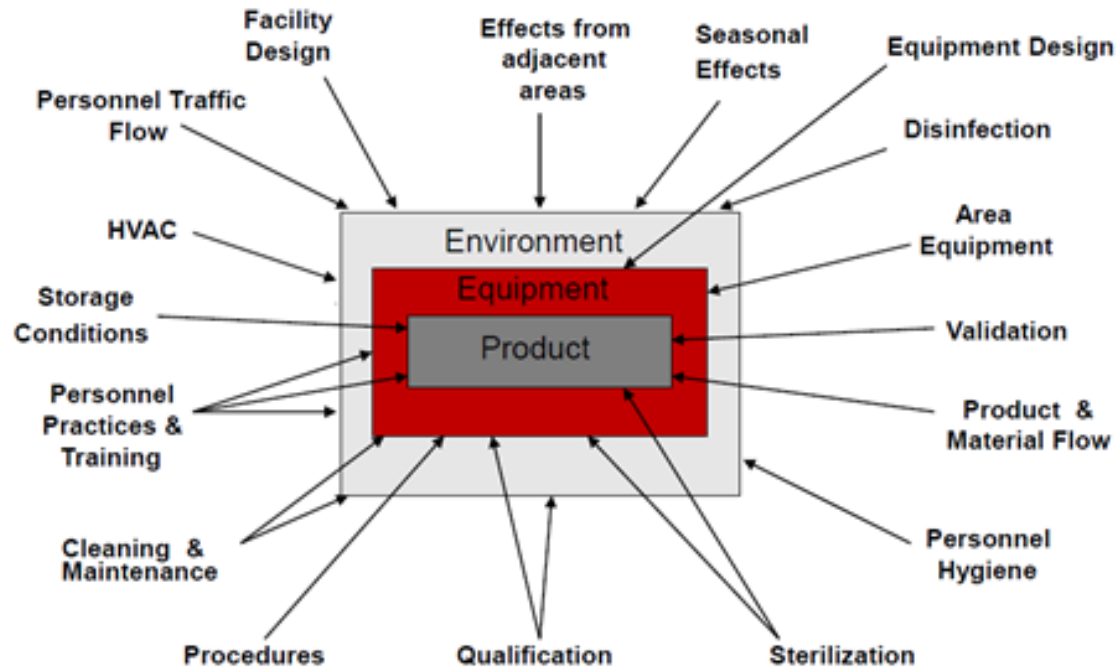 Facility
Design
Effects from
adjacent
areas
Seasonal
Effects
Equipment Design
Personnel Traffic
Flow
Disinfection
HVAC
Environment
Area
Equipment
Equipment
Storage
Conditions
Product
Validation
Personnel
Practices &
Training
Product &
Material Flow
Cleaning &
Maintenance
Personnel
Hygiene
Procedures
Qualification
Sterilization